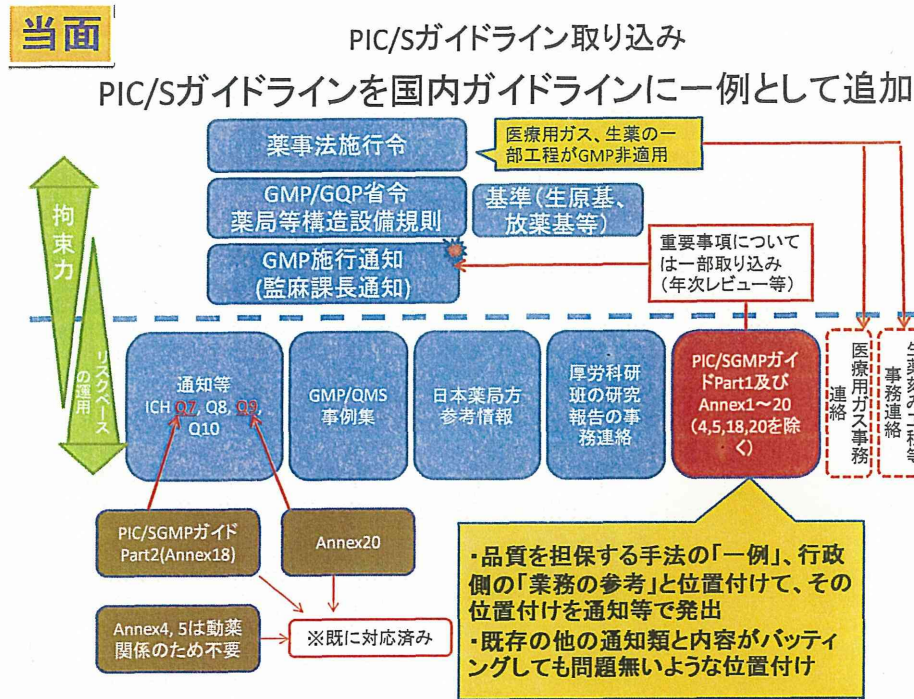 当面
PIC/Sガイドライン取り込み
PIC/Sガイドラインを国内ガイドラインに一例として追加
薬事法施行令
医療用ガス、生薬の一
部工程がGMP非適用
GMP/GQP省令
薬局等構造設備規則
基準(生原基、
放薬基等)
GMP施行通知
(監麻課長通知)
重要事項について
は一部取り込み
(年次レビュー等)
拘束力
リスクベース
の運用
通知等
ICH Q7, Q8, Q9,
Q10
GMP/QMS
事例集
日本薬局方
参考情報
厚労科研
班の研究
報告の事
務連絡
PIC/SGMPガイ
ドPart1及び
Annex1～20
(4,5,18,20を除
く)
医療用ガス事務
連絡
生薬刻み工程等
事務連絡
PIC/SGMPガイド
Part2(Annex18)
Annex20
Annex4, 5は動薬
関係のため不要
※既に対応済み
・品質を担保する手法の「一例」、行政
側の「業務の参考」と位置付けて、その
位置付けを通知等で発出
・既存の他の通知類と内容がバッティ
ングしても問題無いような位置付け